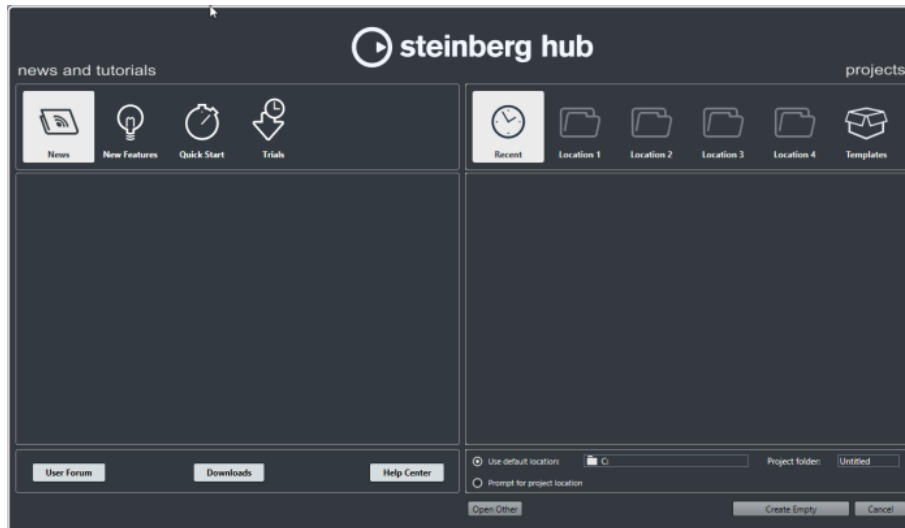 steinberg hub
news and tutorials
projects
News
New Features
Quick Start
Trials
Recent
Location 1
Location 2
Location 3
Location 4
Templates
User Forum
Downloads
Help Center
Use default location:
C:
Project folder:
Untitled
Prompt for project location
Open Other
Create Empty
Cancel